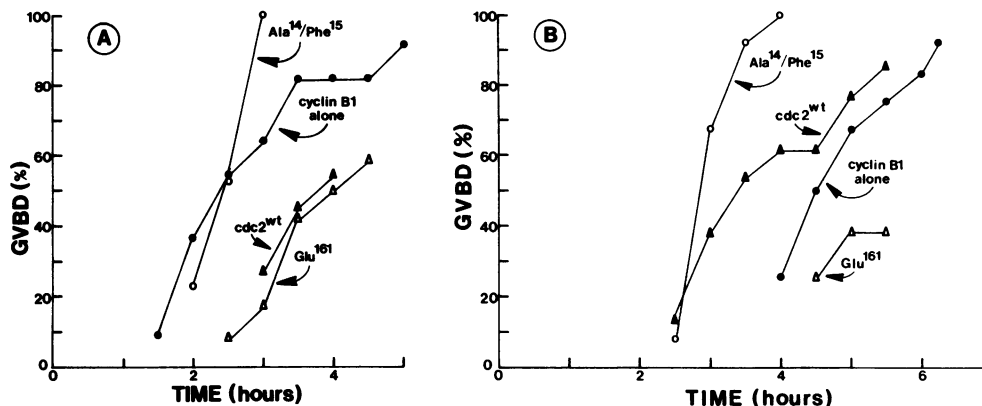 A
100
80
60
40
20
0
GVBD (%)
Ala14/Phe15
cyclin B1
alone
cdc2wt
Glu161
0
2
4
TIME (hours)
B
100
80
60
40
20
0
GVBD (%)
Ala14/Phe15
cdc2wt
cyclin B1
alone
Glu161
0
2
4
6
TIME (hours)